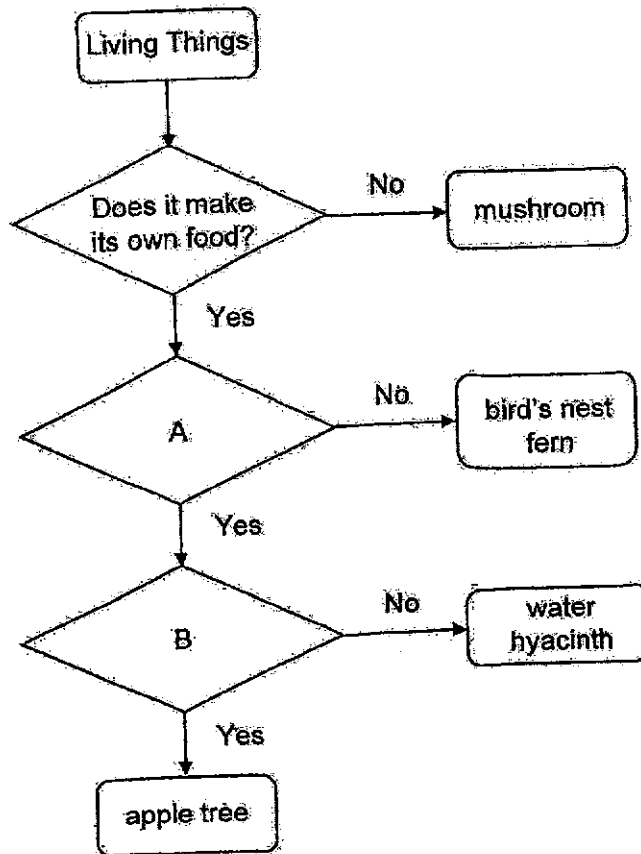 Living Things
Does it make
its own food?
No
mushroom
Yes
A
No
bird's nest
fern
Yes
B
No
water
hyacinth
Yes
apple tree